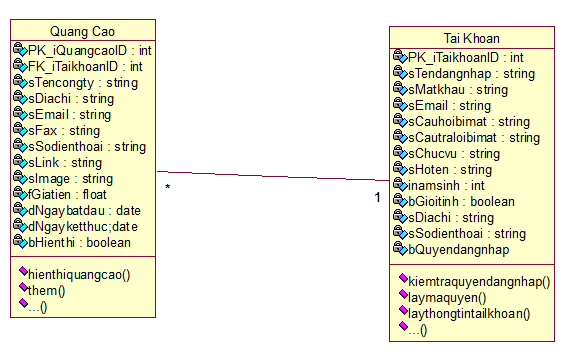 Quang Cao
PK_iQuangcaoID : int
FK_iTaikhoanID : int
sTencongty : string
sDiachi : string
sEmail : string
sFax : string
sSodienthoai : string
sLink : string
sImage : string
fGiatien : float
dNgaybatdau : date
dNgayketthuc;date
bHienthi : boolean
hienthiquangcao()
them()
...()
*
1
Tai Khoan
PK_iTaikhoanID : int
sTendangnhap : string
sMatkhau : string
sEmail : string
sCauhoibimat : string
sCautraloibimat : string
sChucvu : string
sHoten : string
inamsinh : int
bGioitinh : boolean
sDiachi : string
sSodienthoai : string
bQuyendangnhap
kiemtraquyendangnhap()
laymaquyen()
laythongtintailkhoan()
...()